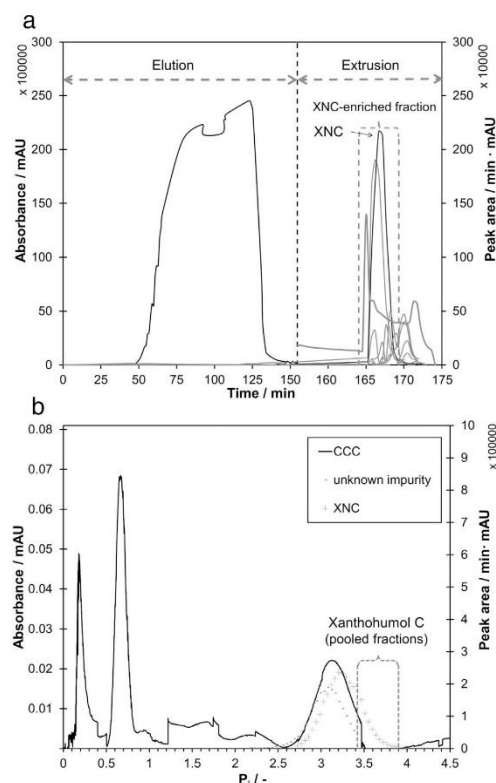 a
x 100000
x 100000
Elution
Extrusion
XNC-enriched fraction
XNC
Absorbance / mAU
Peak area / min · mAU
300
250
200
150
100
50
0
300
250
200
150
100
50
0
0 25 50 75 100 125 150 165 170 175
Time / min
b
x 100000
CCC
unknown impurity
XNC
Xanthohumol C
(pooled fractions)
Absorbance / mAU
Peak area / min· mAU
0.08
0.07
0.06
0.05
0.04
0.03
0.02
0.01
10
9
8
7
6
5
4
3
2
1
0
0 0.5 1.0 1.5 2.0 2.5 3.0 3.5 4.0 4.5